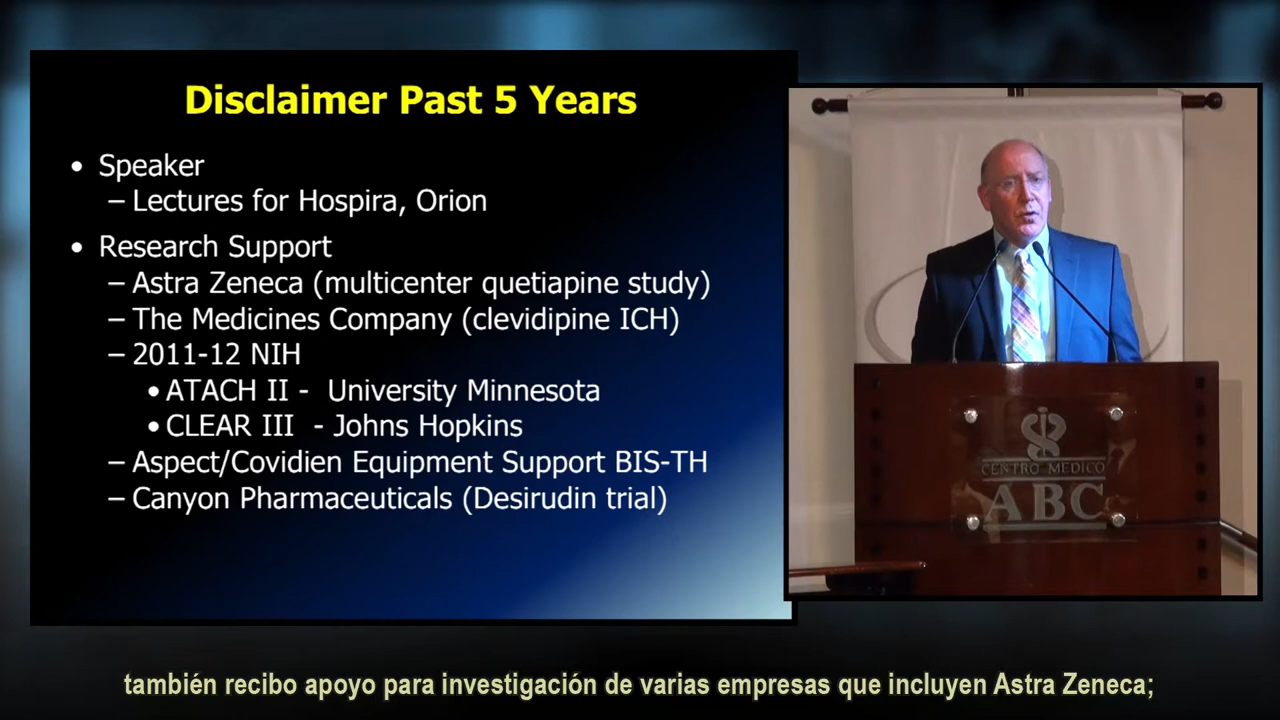 Disclaimer Past 5 Years
• Speaker
– Lectures for Hospira, Orion
• Research Support
– Astra Zeneca (multicenter quetiapine study)
– The Medicines Company (clevidipine ICH)
– 2011-12 NIH
• ATACH II - University Minnesota
• CLEAR III - Johns Hopkins
– Aspect/Covidien Equipment Support BIS-TH
– Canyon Pharmaceuticals (Desirudin trial)
CENTRO MEDICO
ABC
también recibo apoyo para investigación de varias empresas que incluyen Astra Zeneca;